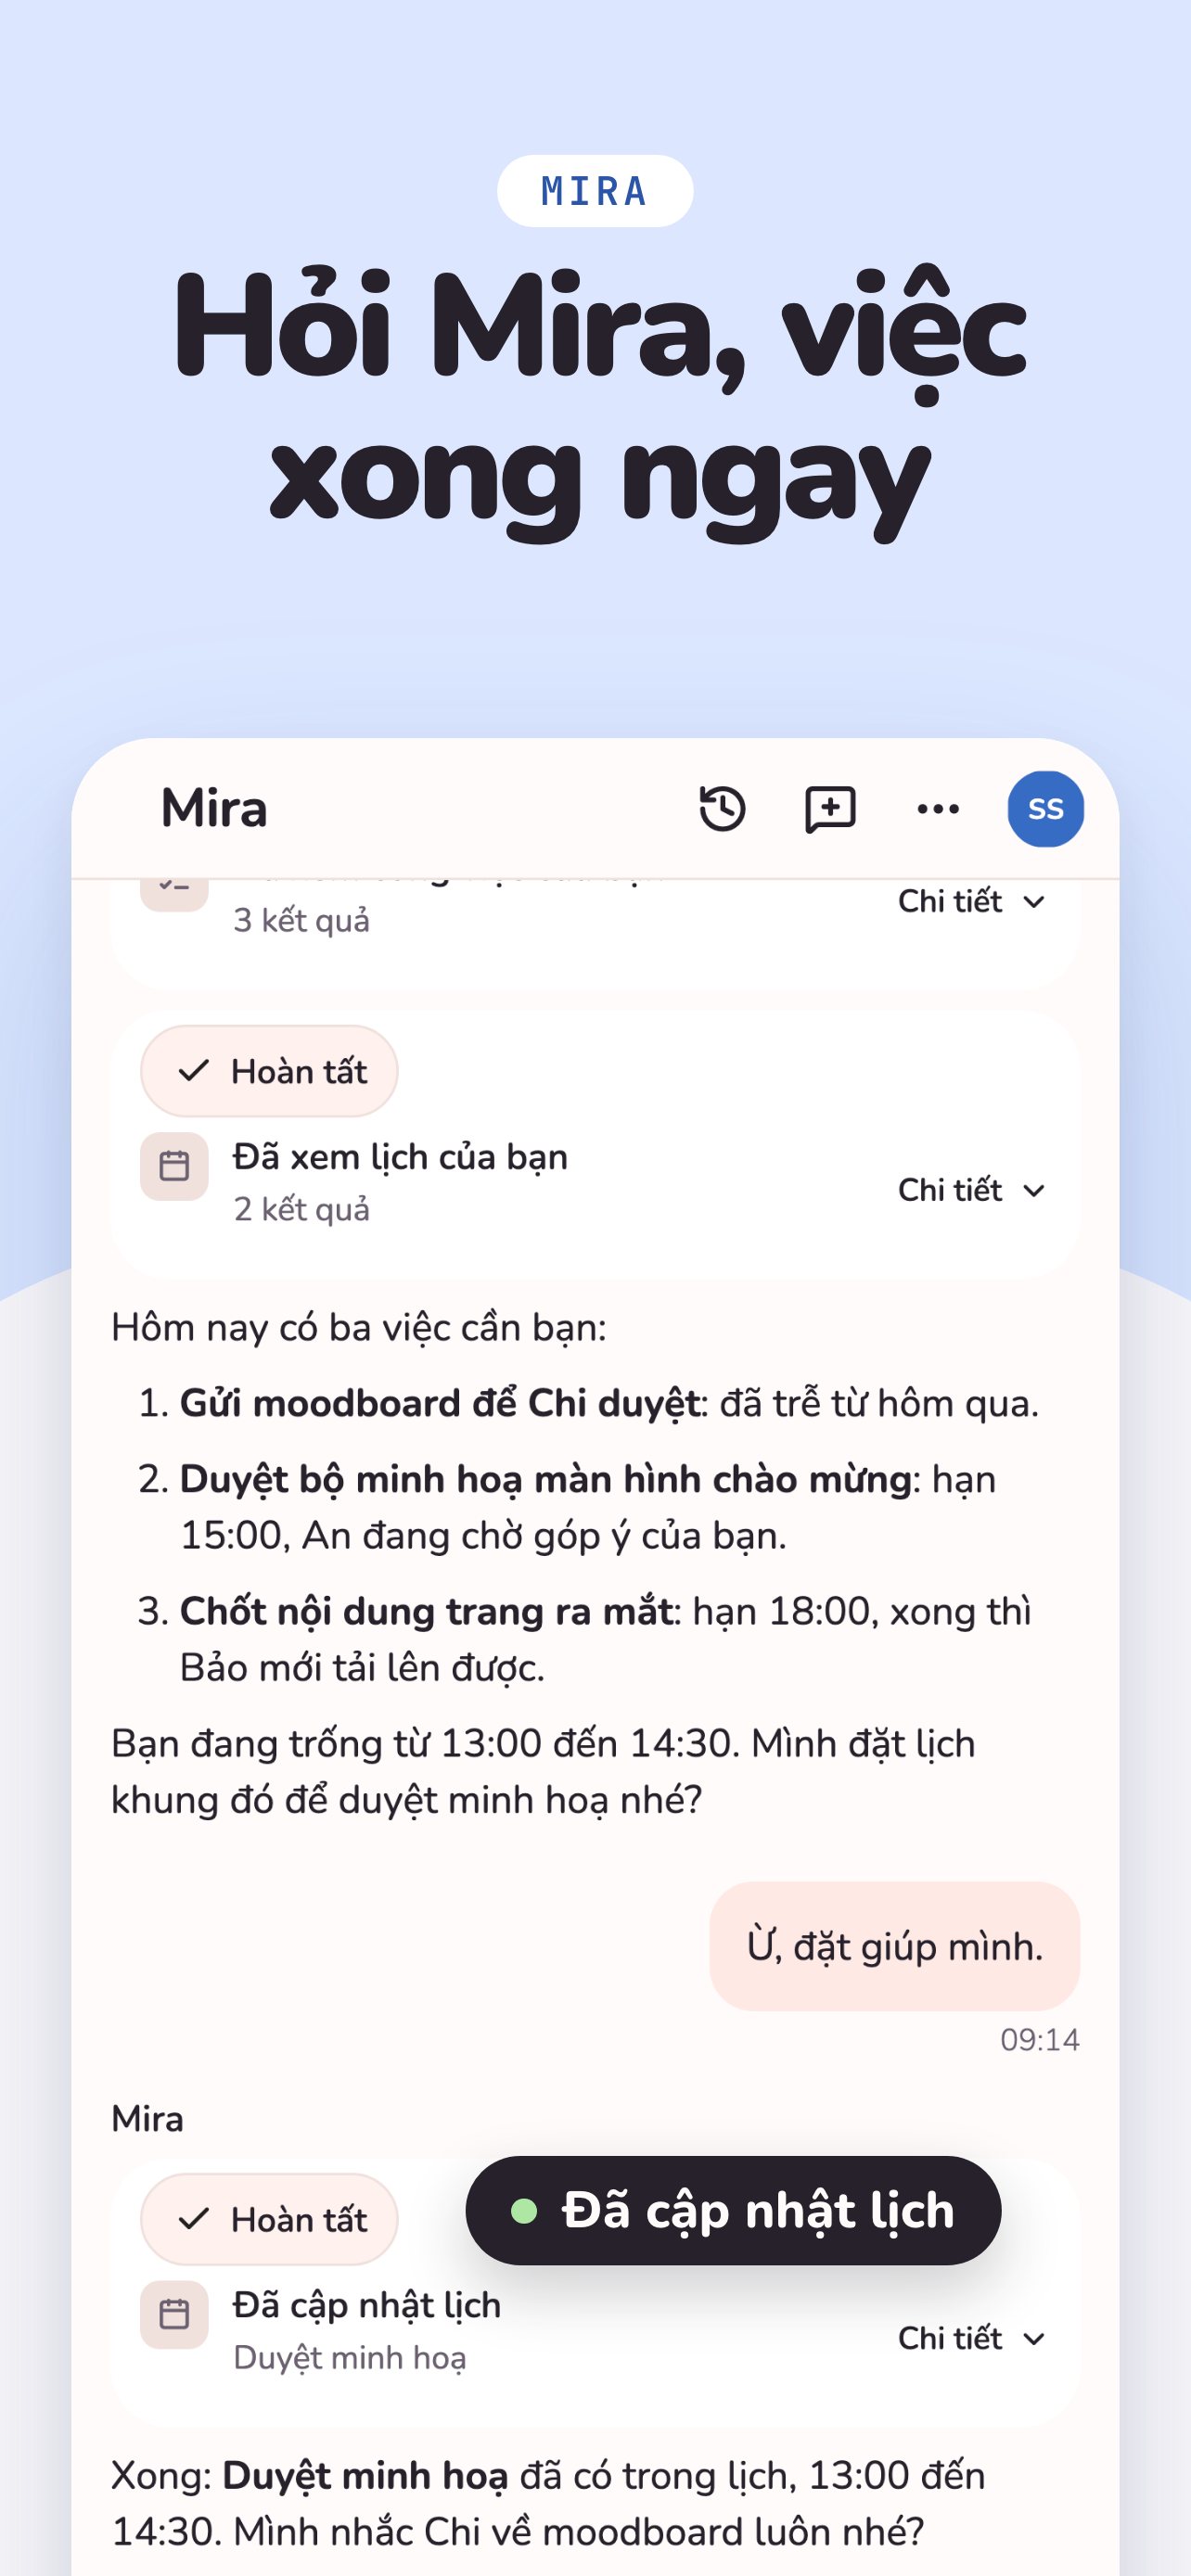 MIRA
Hỏi Mira, việc
xong ngay
Mira
SS
3 kết quả
Chi tiết
Hoàn tất
Đã xem lịch của bạn
2 kết quả
Chi tiết
Hôm nay có ba việc cần bạn:
1. Gửi moodboard để Chi duyệt: đã trễ từ hôm qua.
2. Duyệt bộ minh hoạ màn hình chào mừng: hạn
15:00, An đang chờ góp ý của bạn.
3. Chốt nội dung trang ra mắt: hạn 18:00, xong thì
Bảo mới tải lên được.
Bạn đang trống từ 13:00 đến 14:30. Mình đặt lịch
khung đó để duyệt minh hoạ nhé?
Ừ, đặt giúp mình.
09:14
Mira
Hoàn tất
Đã cập nhật lịch
Đã cập nhật lịch
Duyệt minh hoạ
Chi tiết
Xong: Duyệt minh hoạ đã có trong lịch, 13:00 đến
14:30. Mình nhắc Chi về moodboard luôn nhé?